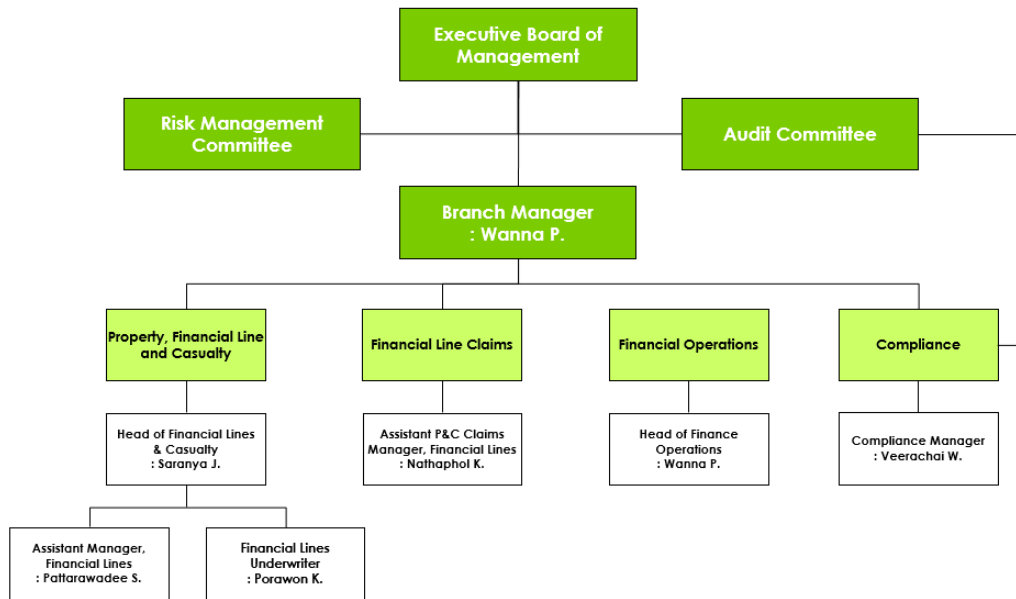 Executive Board of
Management
Risk Management
Committee
Audit Committee
Branch Manager
: Wanna P.
Property, Financial Line
and Casualty
Financial Line Claims
Financial Operations
Compliance
Head of Financial Lines
& Casualty
: Saranya J.
Assistant P&C Claims
Manager, Financial Lines
: Nathaphol K.
Head of Finance
Operations
: Wanna P.
Compliance Manager
: Veerachai W.
Assistant Manager,
Financial Lines
: Pattarawadee S.
Financial Lines
Underwriter
: Porawon K.